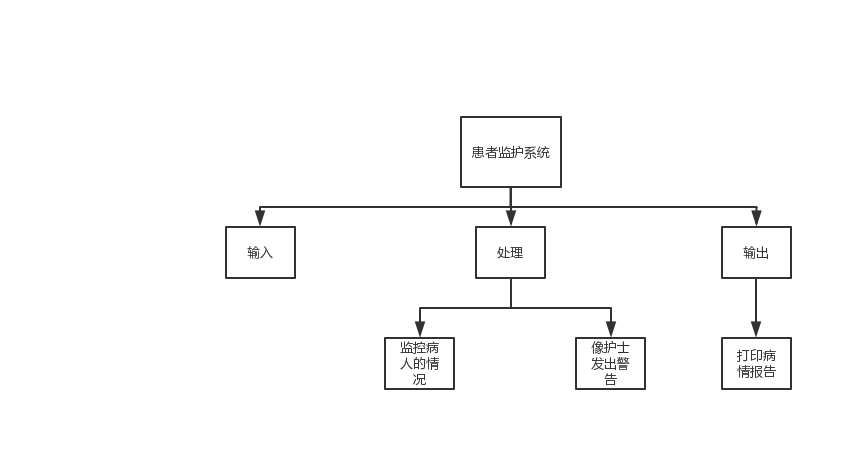 患者监护系统
输入
处理
输出
监控病
人的情
况
像护士
发出警
告
打印病
情报告